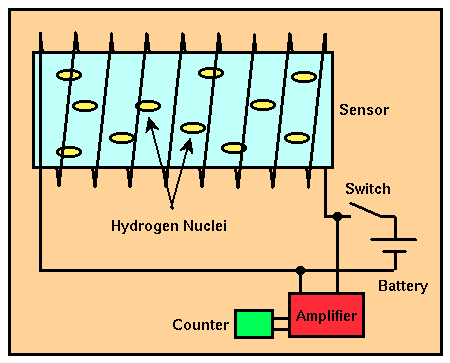 Sensor
Switch
Hydrogen Nuclei
Battery
Amplifier
Counter